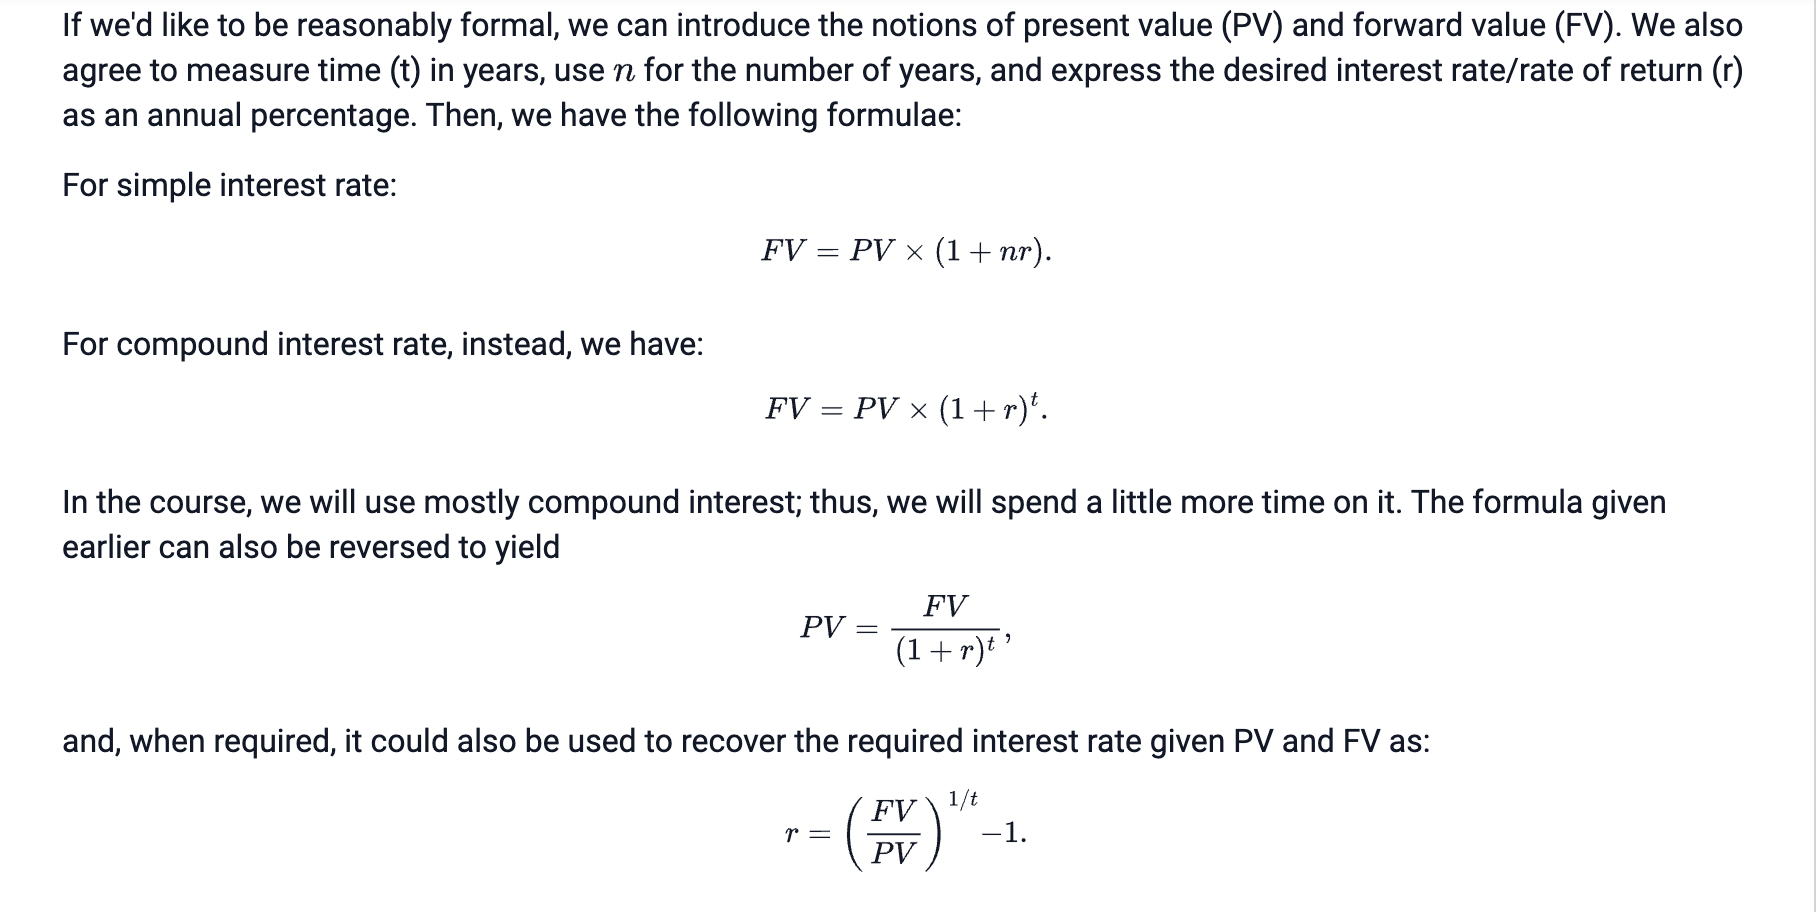 If we'd like to be reasonably formal, we can introduce the notions of present value (PV) and forward value (FV). We also
agree to measure time (t) in years, use n for the number of years, and express the desired interest rate/rate of return (r)
as an annual percentage. Then, we have the following formulae:
For simple interest rate:
FV = PV × (1 + nr).
For compound interest rate, instead, we have:
FV = PV × (1 + r)^t.
In the course, we will use mostly compound interest; thus, we will spend a little more time on it. The formula given
earlier can also be reversed to yield
PV = FV / (1 + r)^t,
and, when required, it could also be used to recover the required interest rate given PV and FV as:
r = (FV / PV)^{1/t} −1.